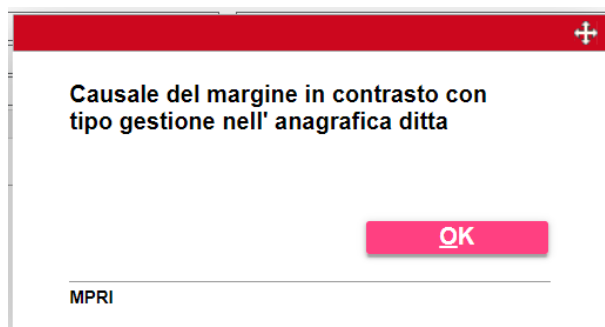 Causale del margine in contrasto con
tipo gestione nell' anagrafica ditta
OK
MPRI